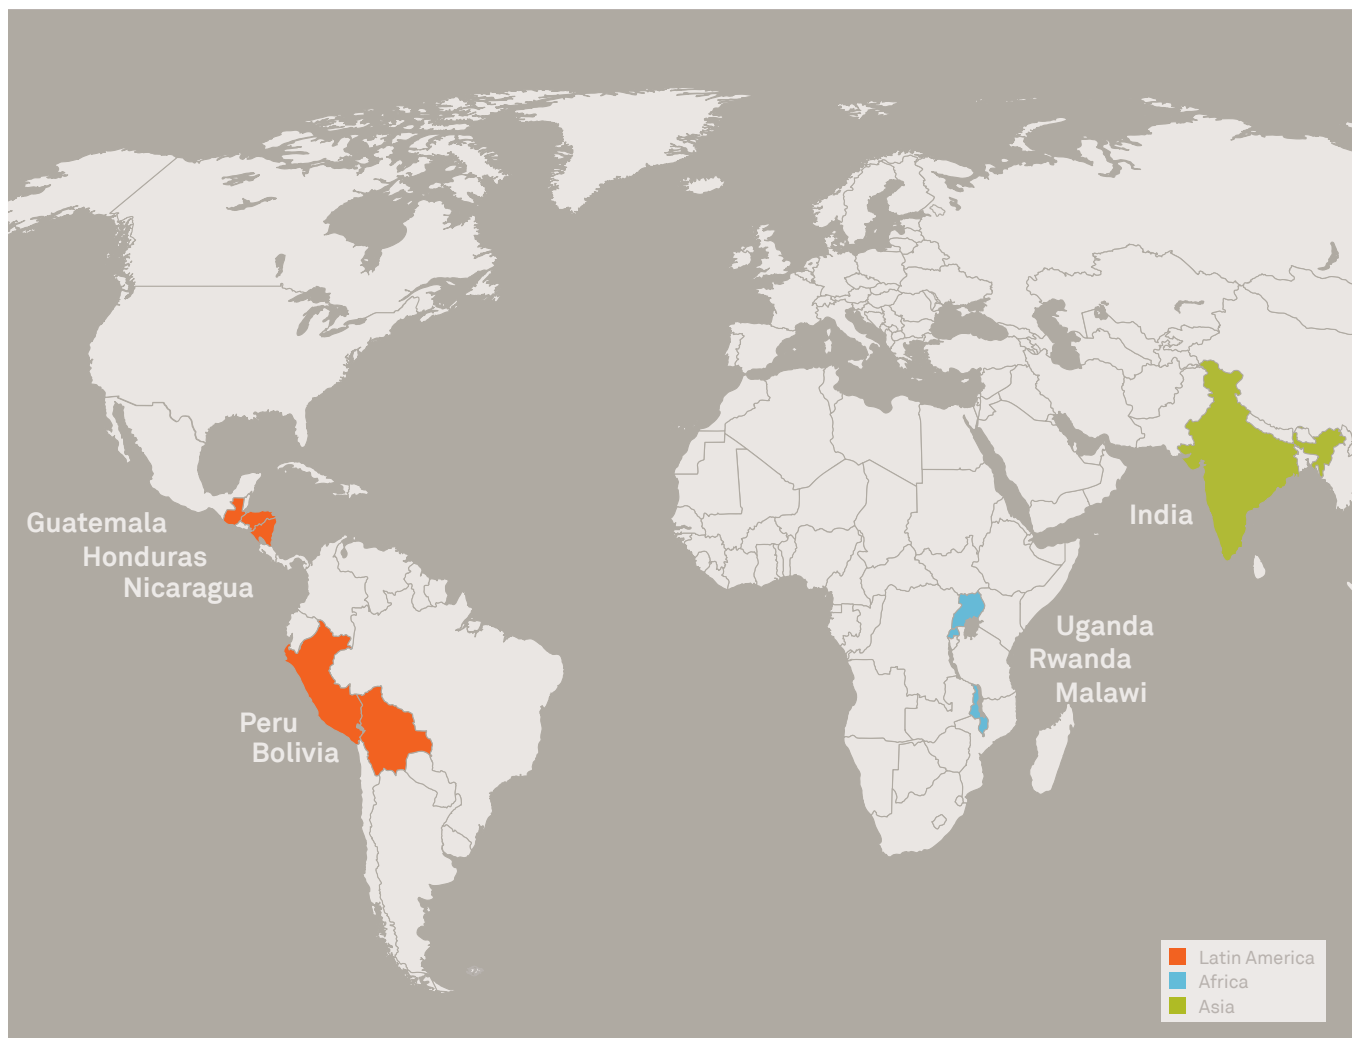 Guatemala
Honduras
Nicaragua
India
Uganda
Rwanda
Malawi
Peru
Bolivia
Latin America
Africa
Asia